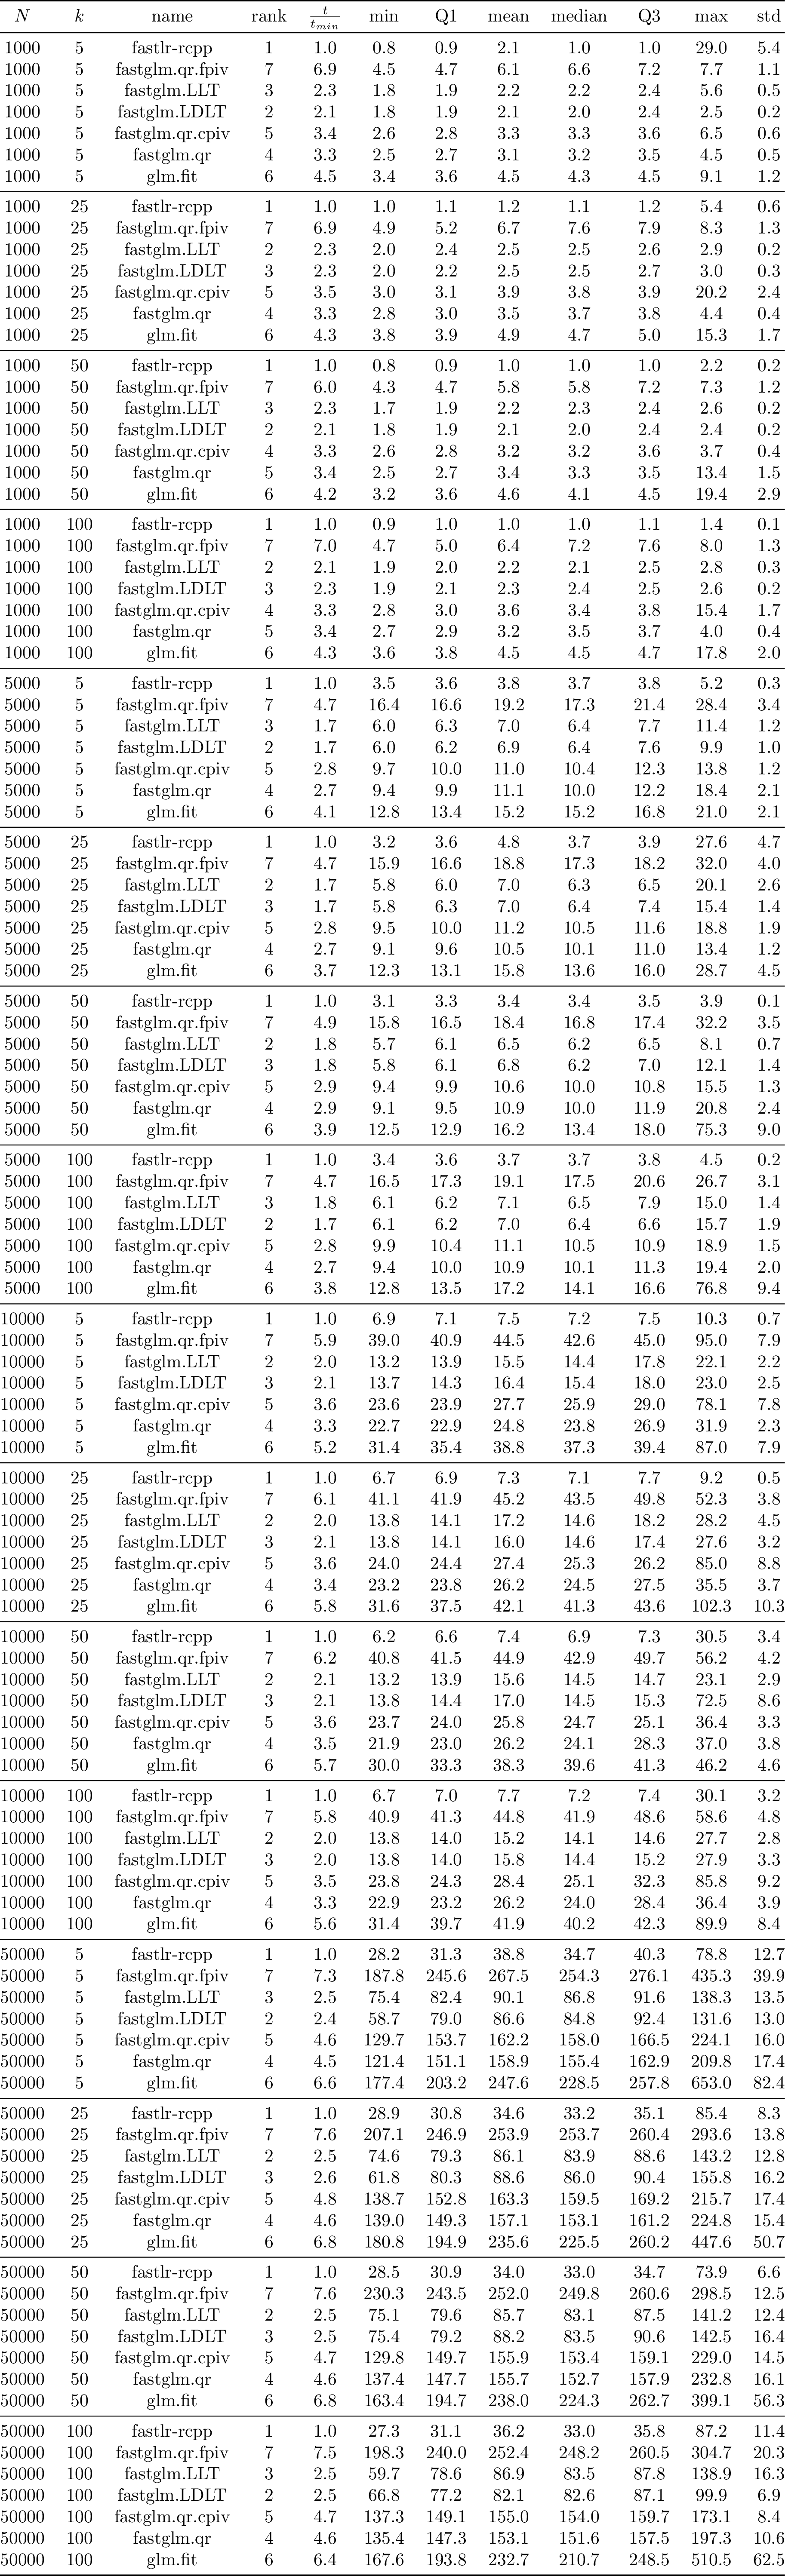 N k name rank t/t_min min Q1 mean median Q3 max std
1000 5 fastlr-rcpp 1 1.0 0.8 0.9 2.1 1.0 1.0 29.0 5.4
1000 5 fastglm.qr.fpiv 7 6.9 4.5 4.7 6.1 6.6 7.2 7.7 1.1
1000 5 fastglm.LLT 3 2.3 1.8 1.9 2.2 2.2 2.4 5.6 0.5
1000 5 fastglm.LDLT 2 2.1 1.8 1.9 2.1 2.0 2.4 2.5 0.2
1000 5 fastglm.qr.cpiv 5 3.4 2.6 2.8 3.3 3.3 3.6 6.5 0.6
1000 5 fastglm.qr 4 3.3 2.5 2.7 3.1 3.2 3.5 4.5 0.5
1000 5 glm.fit 6 4.5 3.4 3.6 4.5 4.3 4.5 9.1 1.2
1000 25 fastlr-rcpp 1 1.0 1.0 1.1 1.2 1.1 1.2 5.4 0.6
1000 25 fastglm.qr.fpiv 7 6.9 4.9 5.2 6.7 7.6 7.9 8.3 1.3
1000 25 fastglm.LLT 2 2.3 2.0 2.4 2.5 2.5 2.6 2.9 0.2
1000 25 fastglm.LDLT 3 2.3 2.0 2.2 2.5 2.5 2.7 3.0 0.3
1000 25 fastglm.qr.cpiv 5 3.5 3.0 3.1 3.9 3.8 3.9 20.2 2.4
1000 25 fastglm.qr 4 3.3 2.8 3.0 3.5 3.7 3.8 4.4 0.4
1000 25 glm.fit 6 4.3 3.8 3.9 4.9 4.7 5.0 15.3 1.7
1000 50 fastlr-rcpp 1 1.0 0.8 0.9 1.0 1.0 1.0 2.2 0.2
1000 50 fastglm.qr.fpiv 7 6.0 4.3 4.7 5.8 5.8 7.2 7.3 1.2
1000 50 fastglm.LLT 3 2.3 1.7 1.9 2.2 2.3 2.4 2.6 0.2
1000 50 fastglm.LDLT 2 2.1 1.8 1.9 2.1 2.0 2.4 2.4 0.2
1000 50 fastglm.qr.cpiv 4 3.3 2.6 2.8 3.2 3.2 3.6 3.7 0.4
1000 50 fastglm.qr 5 3.4 2.5 2.7 3.4 3.3 3.5 13.4 1.5
1000 50 glm.fit 6 4.2 3.2 3.6 4.6 4.1 4.5 19.4 2.9
1000 100 fastlr-rcpp 1 1.0 0.9 1.0 1.0 1.0 1.1 1.4 0.1
1000 100 fastglm.qr.fpiv 7 7.0 4.7 5.0 6.4 7.2 7.6 8.0 1.3
1000 100 fastglm.LLT 2 2.1 1.9 2.0 2.2 2.1 2.5 2.8 0.3
1000 100 fastglm.LDLT 3 2.3 1.9 2.1 2.3 2.4 2.5 2.6 0.2
1000 100 fastglm.qr.cpiv 4 3.3 2.8 3.0 3.6 3.4 3.8 15.4 1.7
1000 100 fastglm.qr 5 3.4 2.7 2.9 3.2 3.5 3.7 4.0 0.4
1000 100 glm.fit 6 4.3 3.6 3.8 4.5 4.5 4.7 17.8 2.0
5000 5 fastlr-rcpp 1 1.0 3.5 3.6 3.8 3.7 3.8 5.2 0.3
5000 5 fastglm.qr.fpiv 7 4.7 16.4 16.6 19.2 17.3 21.4 28.4 3.4
5000 5 fastglm.LLT 3 1.7 6.0 6.3 7.0 6.4 7.7 11.4 1.2
5000 5 fastglm.LDLT 2 1.7 6.0 6.2 6.9 6.4 7.6 9.9 1.0
5000 5 fastglm.qr.cpiv 5 2.8 9.7 10.0 11.0 10.4 12.3 13.8 1.2
5000 5 fastglm.qr 4 2.7 9.4 9.9 11.1 10.0 12.2 18.4 2.1
5000 5 glm.fit 6 4.1 12.8 13.4 15.2 15.2 16.8 21.0 2.1
5000 25 fastlr-rcpp 1 1.0 3.2 3.6 4.8 3.7 3.9 27.6 4.7
5000 25 fastglm.qr.fpiv 7 4.7 15.9 16.6 18.8 17.3 18.2 32.0 4.0
5000 25 fastglm.LLT 2 1.7 5.8 6.0 7.0 6.3 6.5 20.1 2.6
5000 25 fastglm.LDLT 3 1.7 5.8 6.3 7.0 6.4 7.4 15.4 1.4
5000 25 fastglm.qr.cpiv 5 2.8 9.5 10.0 11.2 10.5 11.6 18.8 1.9
5000 25 fastglm.qr 4 2.7 9.1 9.6 10.5 10.1 11.0 13.4 1.2
5000 25 glm.fit 6 3.7 12.3 13.1 15.8 13.6 16.0 28.7 4.5
5000 50 fastlr-rcpp 1 1.0 3.1 3.3 3.4 3.4 3.5 3.9 0.1
5000 50 fastglm.qr.fpiv 7 4.9 15.8 16.5 18.4 16.8 17.4 32.2 3.5
5000 50 fastglm.LLT 2 1.8 5.7 6.1 6.5 6.2 6.5 8.1 0.7
5000 50 fastglm.LDLT 3 1.8 5.8 6.1 6.8 6.2 7.0 12.1 1.4
5000 50 fastglm.qr.cpiv 5 2.9 9.4 9.9 10.6 10.0 10.8 15.5 1.3
5000 50 fastglm.qr 4 2.9 9.1 9.5 10.9 10.0 11.9 20.8 2.4
5000 50 glm.fit 6 3.9 12.5 12.9 16.2 13.4 18.0 75.3 9.0
5000 100 fastlr-rcpp 1 1.0 3.4 3.6 3.7 3.7 3.8 4.5 0.2
5000 100 fastglm.qr.fpiv 7 4.7 16.5 17.3 19.1 17.5 20.6 26.7 3.1
5000 100 fastglm.LLT 3 1.8 6.1 6.2 7.1 6.5 7.9 15.0 1.4
5000 100 fastglm.LDLT 2 1.7 6.1 6.2 7.0 6.4 6.6 15.7 1.9
5000 100 fastglm.qr.cpiv 5 2.8 9.9 10.4 11.1 10.5 10.9 18.9 1.5
5000 100 fastglm.qr 4 2.7 9.4 10.0 10.9 10.1 11.3 19.4 2.0
5000 100 glm.fit 6 3.8 12.8 13.5 17.2 14.1 16.6 76.8 9.4
10000 5 fastlr-rcpp 1 1.0 6.9 7.1 7.5 7.2 7.5 10.3 0.7
10000 5 fastglm.qr.fpiv 7 5.9 39.0 40.9 44.5 42.6 45.0 95.0 7.9
10000 5 fastglm.LLT 2 2.0 13.2 13.9 15.5 14.4 17.8 22.1 2.2
10000 5 fastglm.LDLT 3 2.1 13.7 14.3 16.4 15.4 18.0 23.0 2.5
10000 5 fastglm.qr.cpiv 5 3.6 23.6 23.9 27.7 25.9 29.0 78.1 7.8
10000 5 fastglm.qr 4 3.3 22.7 22.9 24.8 23.8 26.9 31.9 2.3
10000 5 glm.fit 6 5.2 31.4 35.4 38.8 37.3 39.4 87.0 7.9
10000 25 fastlr-rcpp 1 1.0 6.7 6.9 7.3 7.1 7.7 9.2 0.5
10000 25 fastglm.qr.fpiv 7 6.1 41.1 41.9 45.2 43.5 49.8 52.3 3.8
10000 25 fastglm.LLT 2 2.0 13.8 14.1 17.2 14.6 18.2 28.2 4.5
10000 25 fastglm.LDLT 3 2.1 13.8 14.1 16.0 14.6 17.4 27.6 3.2
10000 25 fastglm.qr.cpiv 5 3.6 24.0 24.4 27.4 25.3 26.2 85.0 8.8
10000 25 fastglm.qr 4 3.4 23.2 23.8 26.2 24.5 27.5 35.5 3.7
10000 25 glm.fit 6 5.8 31.6 37.5 42.1 41.3 43.6 102.3 10.3
10000 50 fastlr-rcpp 1 1.0 6.2 6.6 7.4 6.9 7.3 30.5 3.4
10000 50 fastglm.qr.fpiv 7 6.2 40.8 41.5 44.9 42.9 49.7 56.2 4.2
10000 50 fastglm.LLT 2 2.1 13.2 13.9 15.6 14.5 14.7 23.1 2.9
10000 50 fastglm.LDLT 3 2.1 13.8 14.4 17.0 14.5 15.3 72.5 8.6
10000 50 fastglm.qr.cpiv 5 3.6 23.7 24.0 25.8 24.7 25.1 36.4 3.3
10000 50 fastglm.qr 4 3.5 21.9 23.0 26.2 24.1 28.3 37.0 3.8
10000 50 glm.fit 6 5.7 30.0 33.3 38.3 39.6 41.3 46.2 4.6
10000 100 fastlr-rcpp 1 1.0 6.7 7.0 7.7 7.2 7.4 30.1 3.2
10000 100 fastglm.qr.fpiv 7 5.8 40.9 41.3 44.8 41.9 48.6 58.6 4.8
10000 100 fastglm.LLT 2 2.0 13.8 14.0 15.2 14.1 14.6 27.7 2.8
10000 100 fastglm.LDLT 3 2.0 13.8 14.0 15.8 14.4 15.2 27.9 3.3
10000 100 fastglm.qr.cpiv 5 3.5 23.8 24.3 28.4 25.1 32.3 85.8 9.2
10000 100 fastglm.qr 4 3.3 22.9 23.2 26.2 24.0 28.4 36.4 3.9
10000 100 glm.fit 6 5.6 31.4 39.7 41.9 40.2 42.3 89.9 8.4
50000 5 fastlr-rcpp 1 1.0 28.2 31.3 38.8 34.7 40.3 78.8 12.7
50000 5 fastglm.qr.fpiv 7 7.3 187.8 245.6 267.5 254.3 276.1 435.3 39.9
50000 5 fastglm.LLT 3 2.5 75.4 82.4 90.1 86.8 91.6 138.3 13.5
50000 5 fastglm.LDLT 2 2.4 58.7 79.0 86.6 84.8 92.4 131.6 13.0
50000 5 fastglm.qr.cpiv 5 4.6 129.7 153.7 162.2 158.0 166.5 224.1 16.0
50000 5 fastglm.qr 4 4.5 121.4 151.1 158.9 155.4 162.9 209.8 17.4
50000 5 glm.fit 6 6.6 177.4 203.2 247.6 228.5 257.8 653.0 82.4
50000 25 fastlr-rcpp 1 1.0 28.9 30.8 34.6 33.2 35.1 85.4 8.3
50000 25 fastglm.qr.fpiv 7 7.6 207.1 246.9 253.9 253.7 260.4 293.6 13.8
50000 25 fastglm.LLT 2 2.5 74.6 79.3 86.1 83.9 88.6 143.2 12.8
50000 25 fastglm.LDLT 3 2.6 61.8 80.3 88.6 86.0 90.4 155.8 16.2
50000 25 fastglm.qr.cpiv 5 4.8 138.7 152.8 163.3 159.5 169.2 215.7 17.4
50000 25 fastglm.qr 4 4.6 139.0 149.3 157.1 153.1 161.2 224.8 15.4
50000 25 glm.fit 6 6.8 180.8 194.9 235.6 225.5 260.2 447.6 50.7
50000 50 fastlr-rcpp 1 1.0 28.5 30.9 34.0 33.0 34.7 73.9 6.6
50000 50 fastglm.qr.fpiv 7 7.6 230.3 243.5 252.0 249.8 260.6 298.5 12.5
50000 50 fastglm.LLT 2 2.5 75.1 79.6 85.7 83.1 87.5 141.2 12.4
50000 50 fastglm.LDLT 3 2.5 75.4 79.2 88.2 83.5 90.6 142.5 16.4
50000 50 fastglm.qr.cpiv 5 4.7 129.8 149.7 155.9 153.4 159.1 229.0 14.5
50000 50 fastglm.qr 4 4.6 137.4 147.7 155.7 152.7 157.9 232.8 16.1
50000 50 glm.fit 6 6.8 163.4 194.7 238.0 224.3 262.7 399.1 56.3
50000 100 fastlr-rcpp 1 1.0 27.3 31.1 36.2 33.0 35.8 87.2 11.4
50000 100 fastglm.qr.fpiv 7 7.5 198.3 240.0 252.4 248.2 260.5 304.7 20.3
50000 100 fastglm.LLT 3 2.5 59.7 78.6 86.9 83.5 87.8 138.9 16.3
50000 100 fastglm.LDLT 2 2.5 66.8 77.2 82.1 82.6 87.1 99.9 6.9
50000 100 fastglm.qr.cpiv 5 4.7 137.3 149.1 155.0 154.0 159.7 173.1 8.4
50000 100 fastglm.qr 4 4.6 135.4 147.3 153.1 151.6 157.5 197.3 10.6
50000 100 glm.fit 6 6.4 167.6 193.8 232.7 210.7 248.5 510.5 62.5